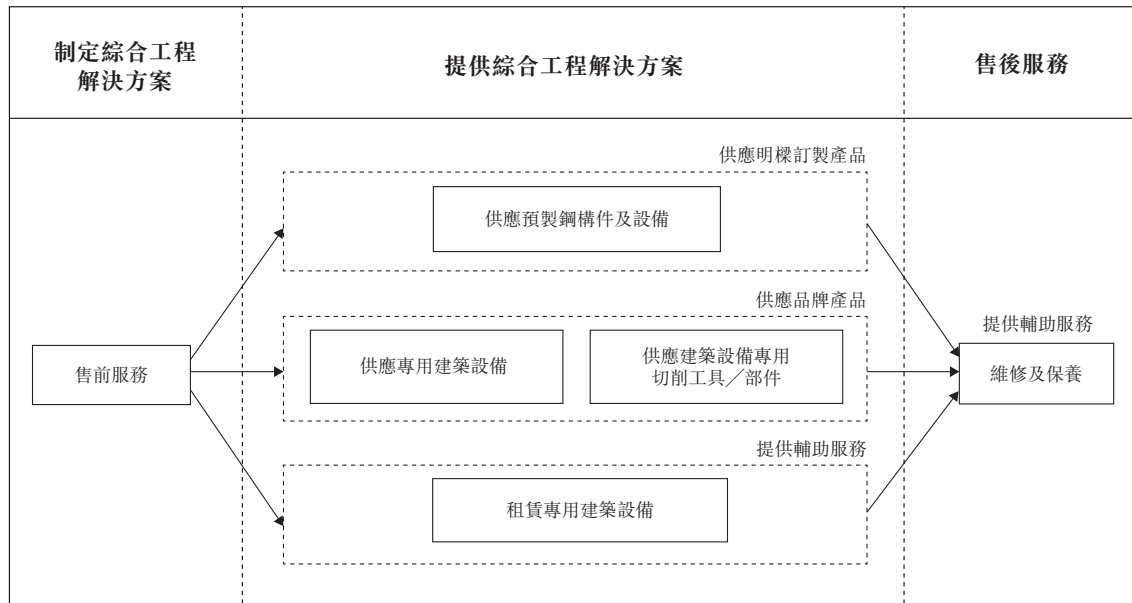 制定綜合工程
解決方案
提供綜合工程解決方案
售後服務
供應明樑訂製產品
供應預製鋼構件及設備
供應品牌產品
提供輔助服務
售前服務
供應專用建築設備
供應建築設備專用
切削工具／部件
維修及保養
提供輔助服務
租賃專用建築設備